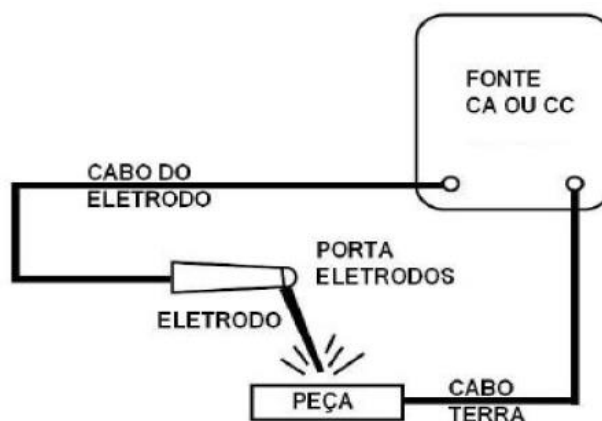 FONTE
CA OU CC
CABO DO
ELETRODO
PORTA
ELETRODOS
ELETRODO
PEÇA
CABO
TERRA